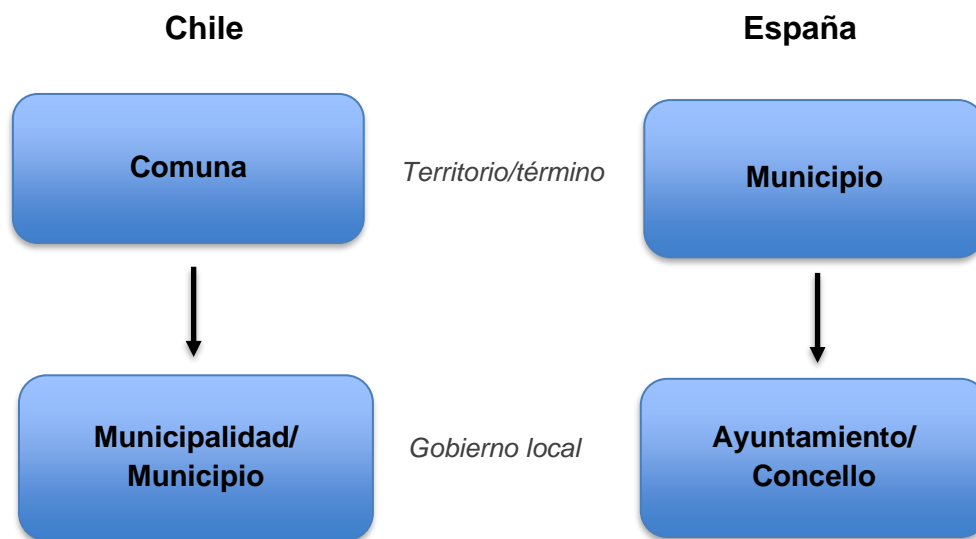 Chile
España
Comuna
Territorio/término
Municipio
Municipalidad/
Municipio
Gobierno local
Ayuntamiento/
Concello